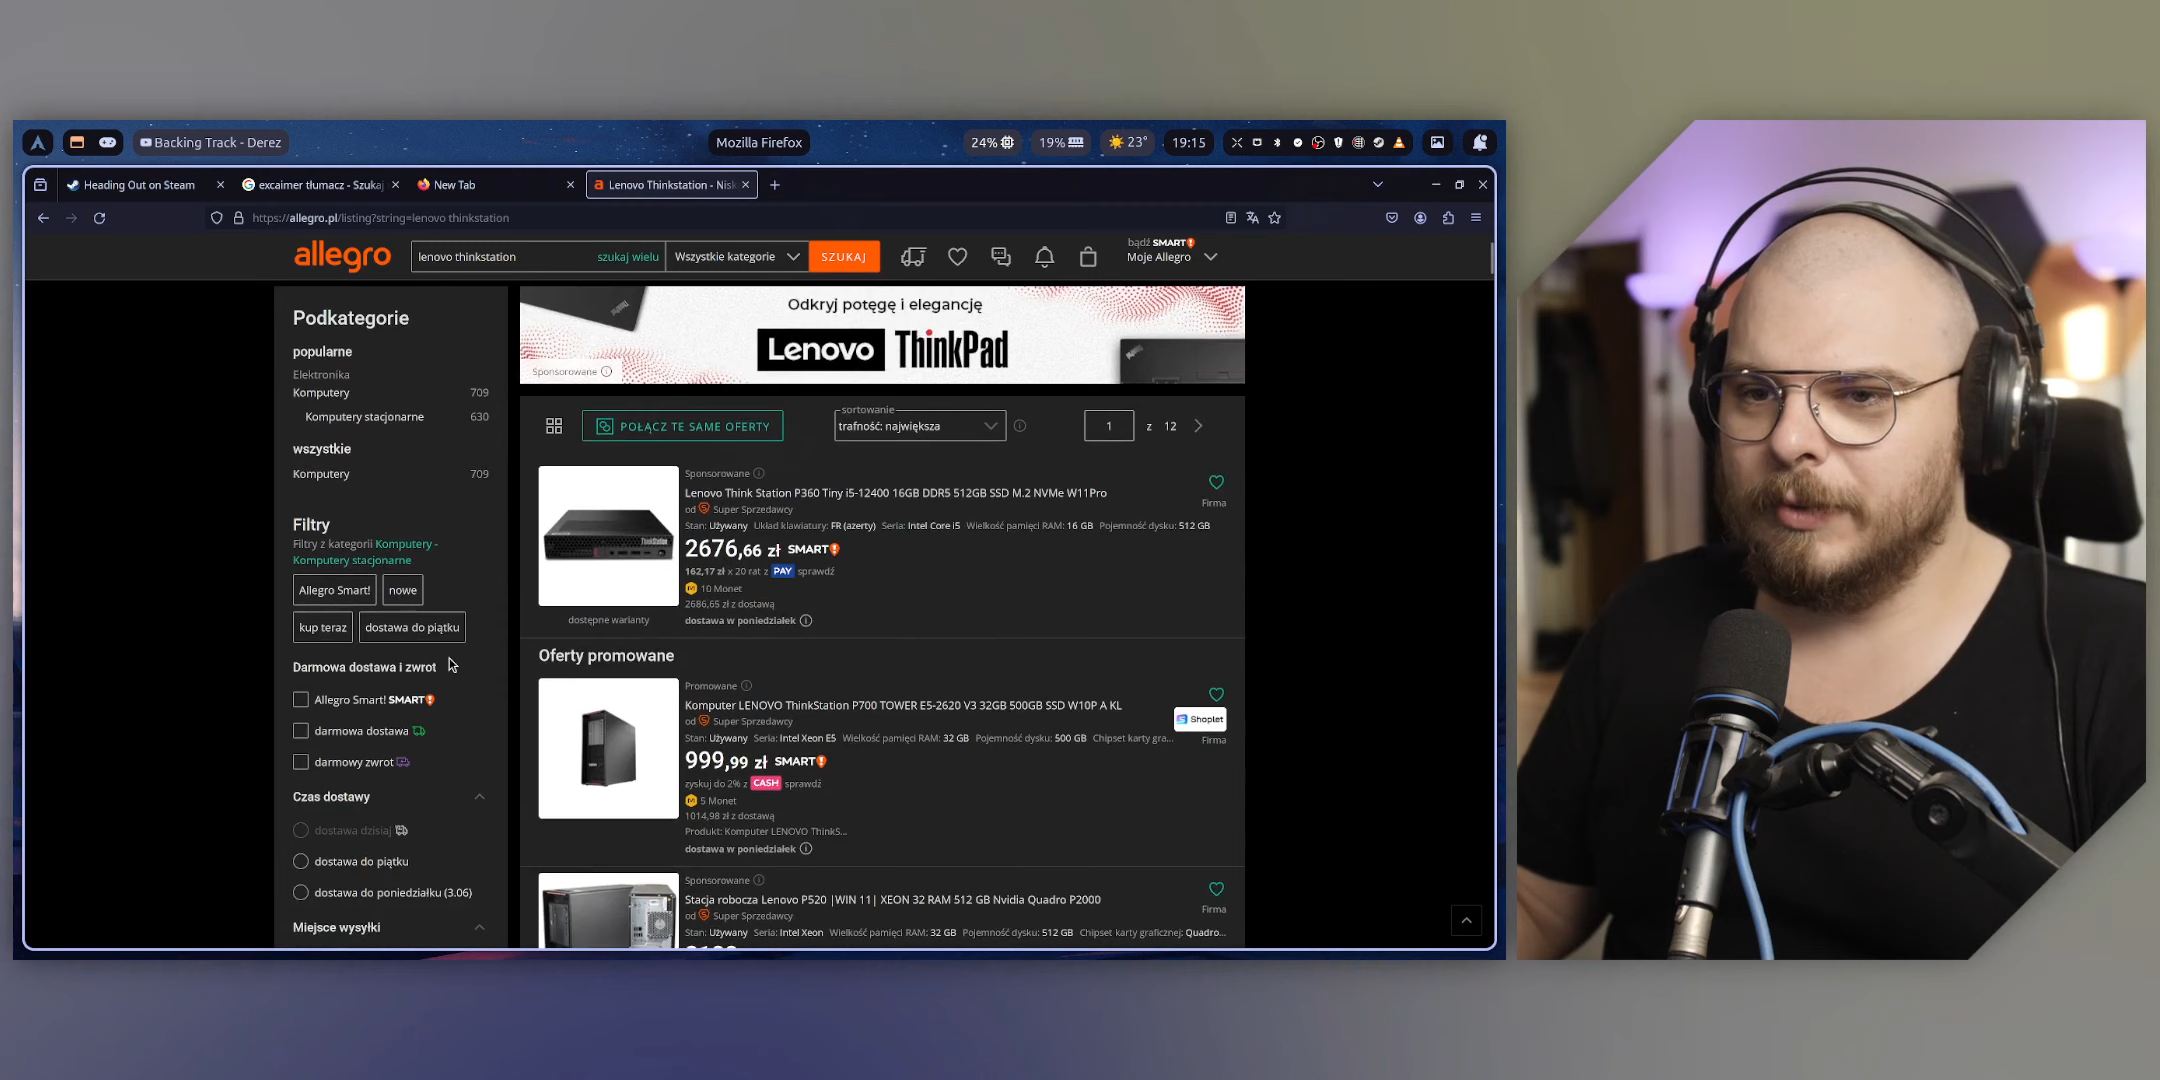 Backing Track - Derez
Mozilla Firefox
24%
19%
23°
19:15
Heading Out on Steam
excaimer tłumacz - Szukaj
New Tab
Lenovo Thinkstation - Nisk
https://allegro.pl/listing?string=lenovo thinkstation
allegro
lenovo thinkstation
szukaj wielu
Wszystkie kategorie
SZUKAJ
bądź SMART!
Moje Allegro
Podkategorie
popularne
Elektronika
Komputery 709
Komputery stacjonarne 630
wszystkie
Komputery 709
Filtry
Filtry z kategorii Komputery -
Komputery stacjonarne
Allegro Smart! nowe
kup teraz dostawa do piątku
Darmowa dostawa i zwrot
Allegro Smart! SMART!
darmowa dostawa
darmowy zwrot
Czas dostawy
dostawa dzisiaj
dostawa do piątku
dostawa do poniedziałku (3.06)
Miejsce wysyłki
Odkryj potęgę i elegancję
Lenovo ThinkPad
Sponsorowane
POŁĄCZ TE SAME OFERTY
sortowanie
trafność: największa
1 z 12
Sponsorowane
Lenovo Think Station P360 Tiny i5-12400 16GB DDR5 512GB SSD M.2 NVMe W11Pro
od Super Sprzedawcy
Firma
Stan: Używany Układ klawiatury: FR (azerty) Seria: Intel Core i5 Wielkość pamięci RAM: 16 GB Pojemność dysku: 512 GB
2676,66 zł SMART!
162,17 zł x 20 rat z PAY sprawdź
10 Monet
2686,65 zł z dostawą
dostawa w poniedziałek
dostępne warianty
ThinkStation
Oferty promowane
Promowane
Komputer LENOVO ThinkStation P700 TOWER E5-2620 V3 32GB 500GB SSD W10P A KL
od Super Sprzedawcy
Shoplet
Firma
Stan: Używany Seria: Intel Xeon E5 Wielkość pamięci RAM: 32 GB Pojemność dysku: 500 GB Chipset karty gra...
999,99 zł SMART!
zyskuj do 2% z CASH sprawdź
5 Monet
1014,98 zł z dostawą
Produkt: Komputer LENOVO ThinkS...
dostawa w poniedziałek
Sponsorowane
Stacja robocza Lenovo P520 |WIN 11| XEON 32 RAM 512 GB Nvidia Quadro P2000
od Super Sprzedawcy
Firma
Stan: Używany Seria: Intel Xeon Wielkość pamięci RAM: 32 GB Pojemność dysku: 512 GB Chipset karty graficznej: Quadro...